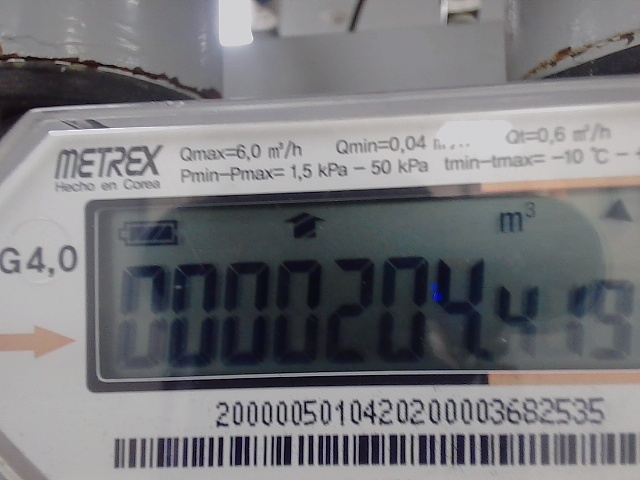 METREX
Hecho en Corea
Qmax=6,0 m³/h Qmin=0,04 Qt=0,6 m³/h
Pmin-Pmax= 1,5 kPa - 50 kPa tmin-tmax= -10 °C -
G4,0
m³
0000204.419
20000050104202000003682535